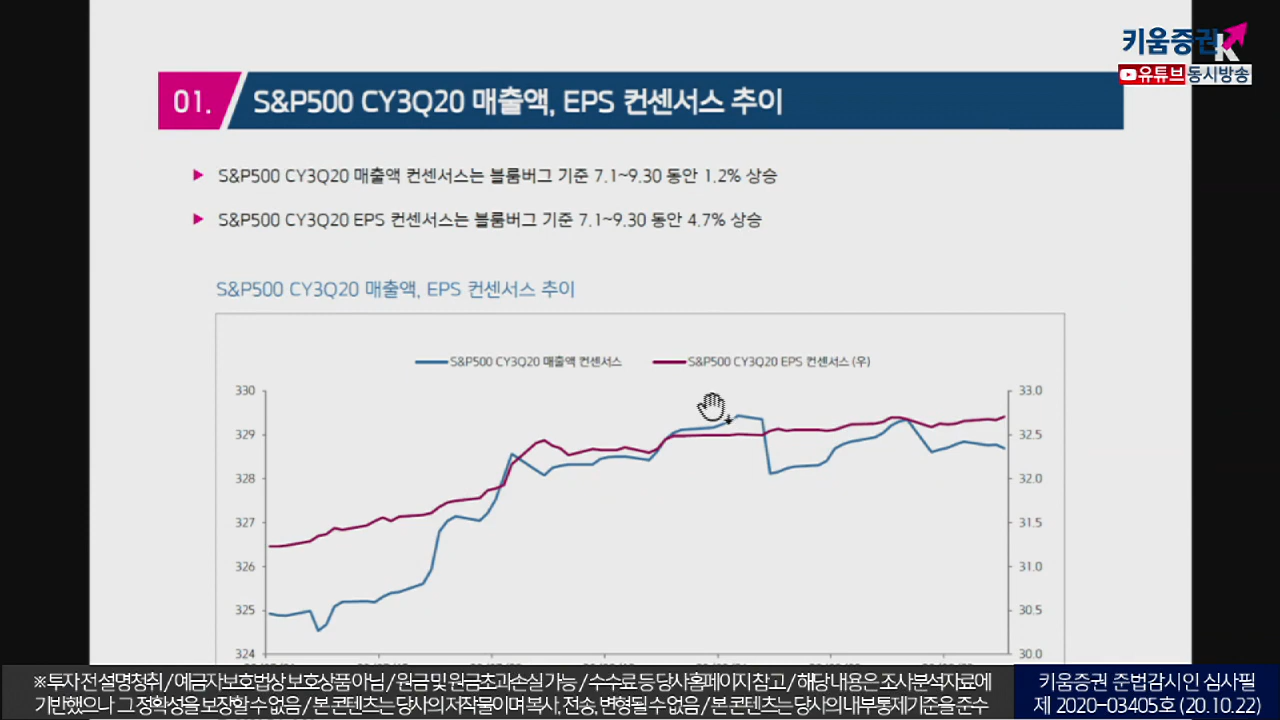 키움증권
유튜브동시방송
01. S&P500 CY3Q20 매출액, EPS 컨센서스 추이
▶ S&P500 CY3Q20 매출액 컨센서스는 블룸버그 기준 7.1~9.30 동안 1.2% 상승
▶ S&P500 CY3Q20 EPS 컨센서스는 블룸버그 기준 7.1~9.30 동안 4.7% 상승
S&P500 CY3Q20 매출액, EPS 컨센서스 추이
S&P500 CY3Q20 매출액 컨센서스 S&P500 CY3Q20 EPS 컨센서스 (우)
330 33.0
329 32.5
328 32.0
327 31.5
326 31.0
325 30.5
324 30.0
※ 투자 전 설명청취 / 예금자보호법상 보호상품 아님 / 원금 및 원금초과손실 가능 / 수수료 등 당사홈페이지 참고 / 해당 내용은 조사분석자료에
기반했으나 그 정확성을 보장할 수 없음 / 본 콘텐츠는 당사의 저작물이며 복사, 전송, 변형될 수 없음 / 본 콘텐츠는 당사의 내부통제기준을 준수
키움증권 준법감시인 심사필
제 2020-03405호 (20.10.22)